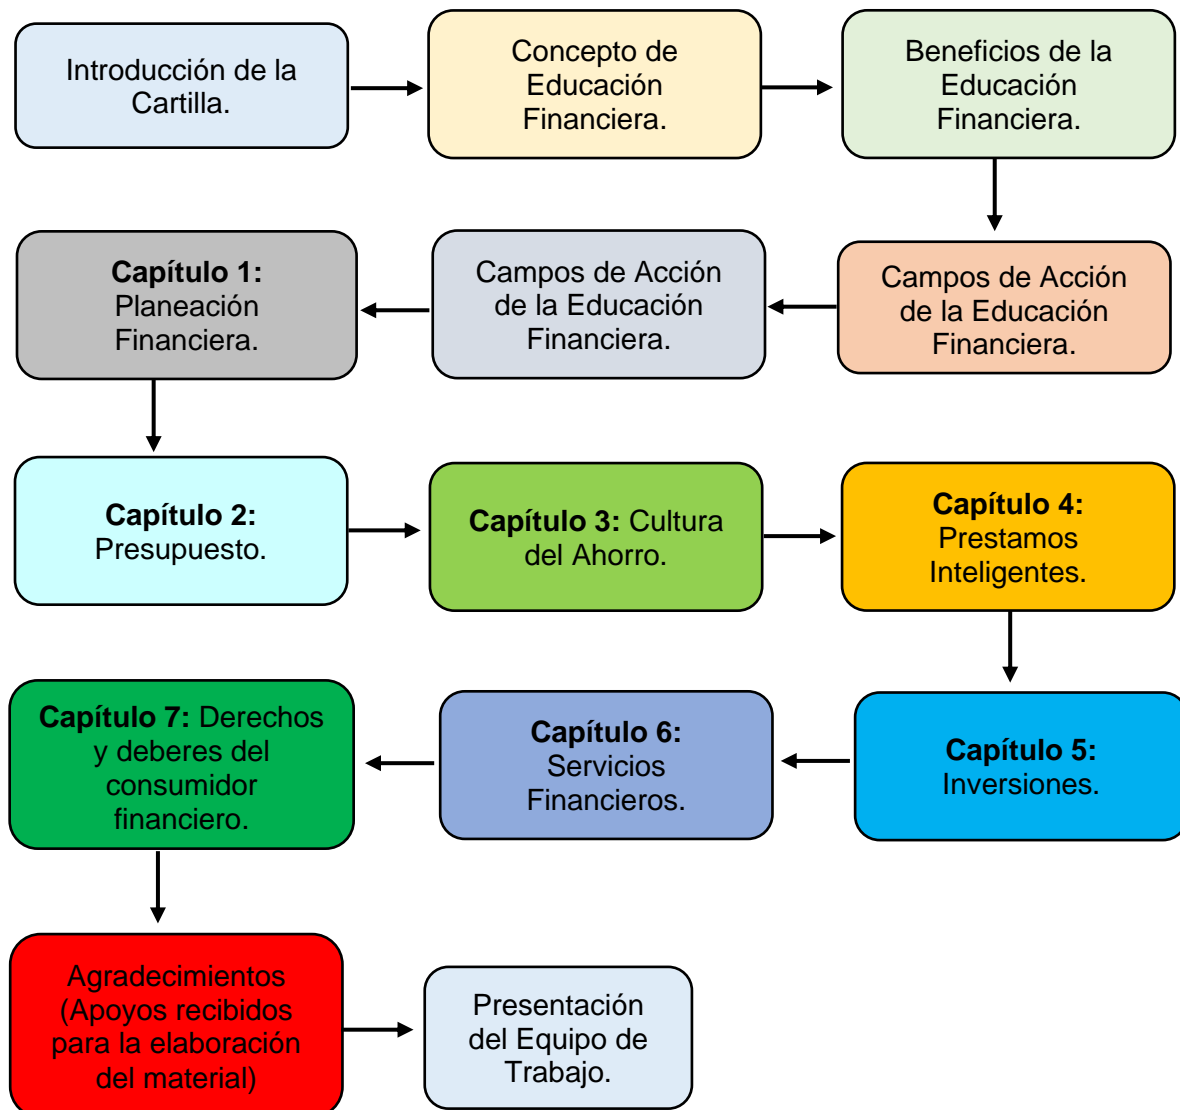 Introducción de la
Cartilla.
Concepto de
Educación
Financiera.
Beneficios de la
Educación
Financiera.
Campos de Acción
de la Educación
Financiera.
Campos de Acción
de la Educación
Financiera.
Capítulo 1:
Planeación
Financiera.
Capítulo 2:
Presupuesto.
Capítulo 3: Cultura
del Ahorro.
Capítulo 4:
Prestamos
Inteligentes.
Capítulo 5:
Inversiones.
Capítulo 6:
Servicios
Financieros.
Capítulo 7: Derechos
y deberes del
consumidor
financiero.
Agradecimientos
(Apoyos recibidos
para la elaboración
del material)
Presentación
del Equipo de
Trabajo.